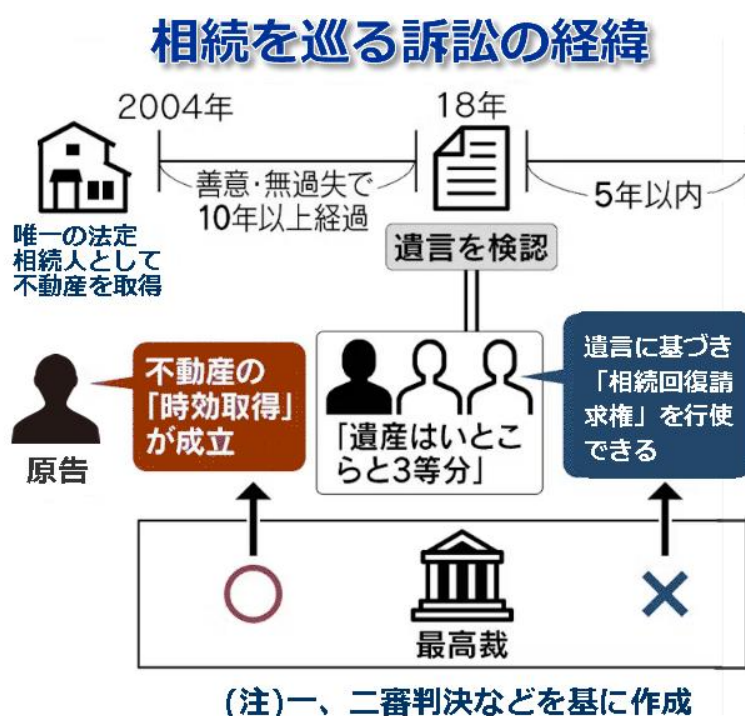 相続を巡る訴訟の経緯
2004年
18年
善意・無過失で
10年以上経過
5年以内
唯一の法定
相続人として
不動産を取得
遺言を検認
不動産の
「時効取得」
が成立
原告
「遺産はいとこ
らと3等分」
遺言に基づき
「相続回復請
求権」を行使
できる
○
×
最高裁
(注)一、二審判決などを基に作成